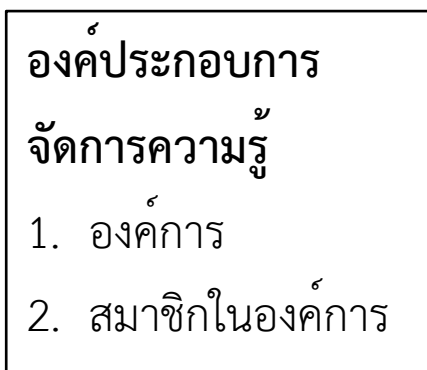 องค์ประกอบการ
จัดการความรู้
1. องค์การ
2. สมาชิกในองค์การ